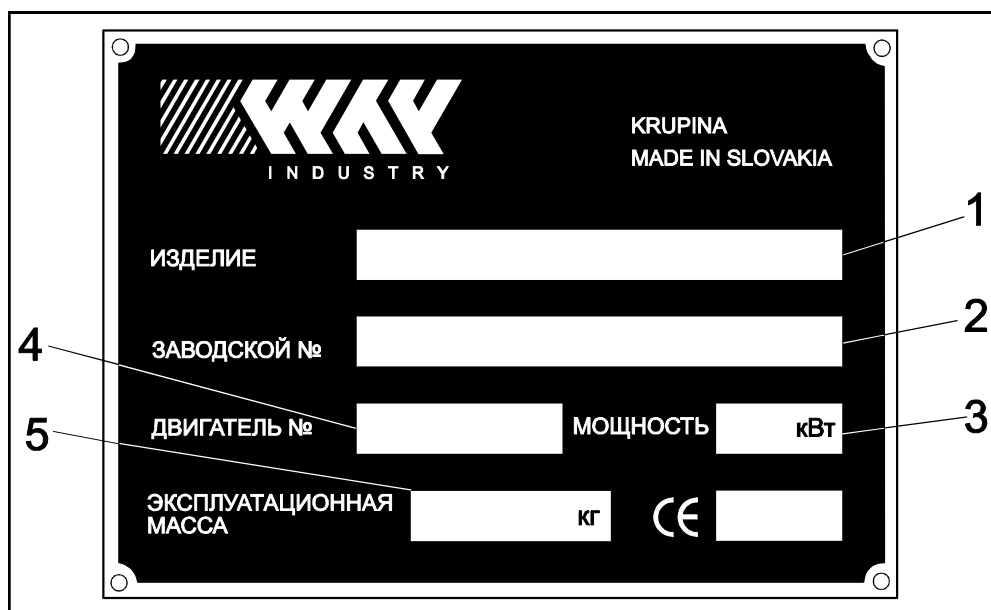 WAY
INDUSTRY
KRUPINA
MADE IN SLOVAKIA
1
ИЗДЕЛИЕ
2
ЗАВОДСКОЙ №
4
ДВИГАТЕЛЬ № МОЩНОСТЬ кВт
3
5
ЭКСПЛУАТАЦИОННАЯ
МАССА
кг CE